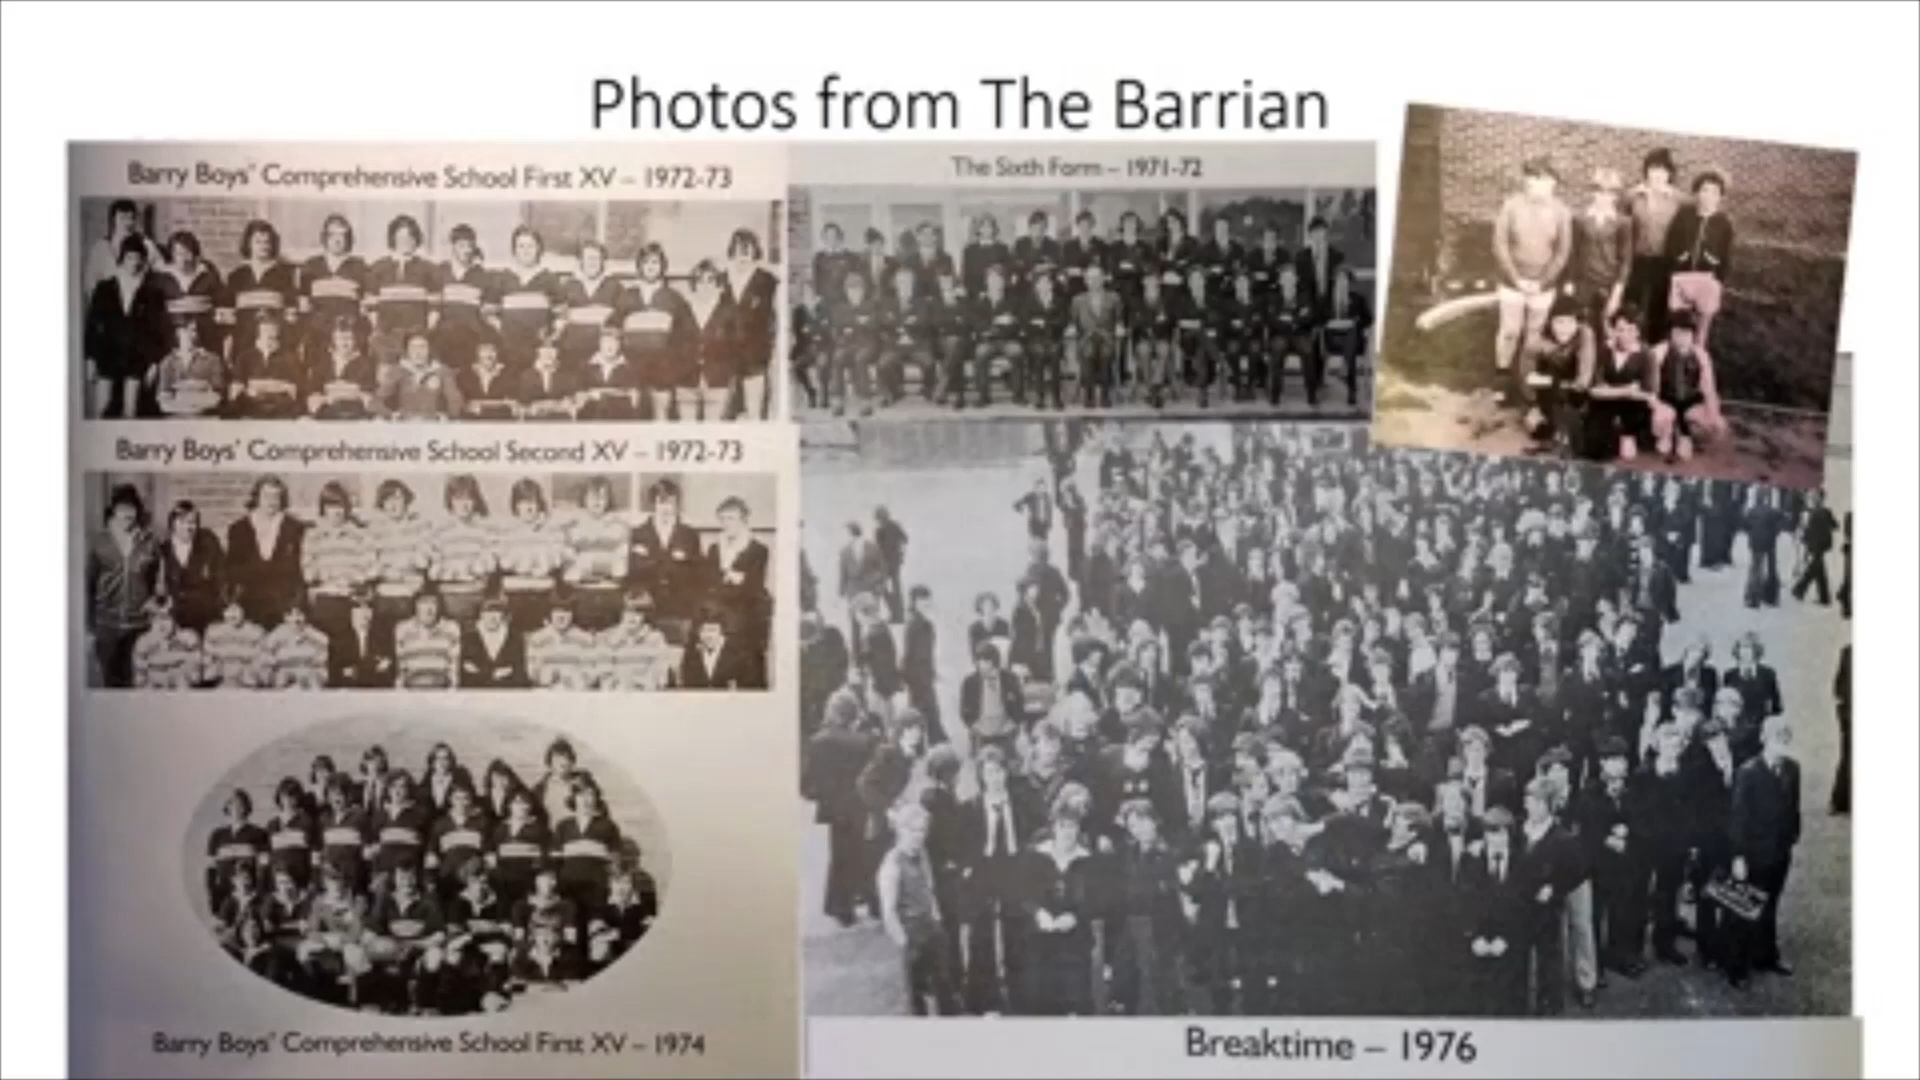 Photos from The Barrian
Barry Boys' Comprehensive School First XV – 1972-73
The Sixth Form – 1971-72
Barry Boys' Comprehensive School Second XV – 1972-73
Barry Boys' Comprehensive School First XV – 1974
Breaktime – 1976